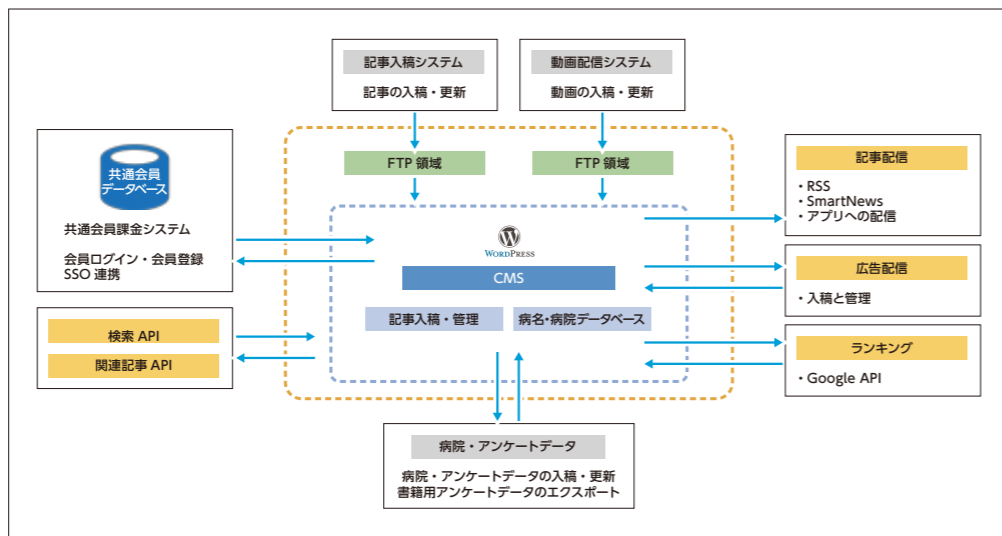 記事入稿システム
記事の入稿・更新
動画配信システム
動画の入稿・更新
FTP 領域
FTP 領域
共通会員
データベース
共通会員課金システム
会員ログイン・会員登録
SSO 連携
検索 API
関連記事 API
WORDPRESS
CMS
記事入稿・管理
病名・病院データベース
記事配信
・RSS
・SmartNews
・アプリへの配信
広告配信
・入稿と管理
ランキング
・Google API
病院・アンケートデータ
病院・アンケートデータの入稿・更新
書籍用アンケートデータのエクスポート